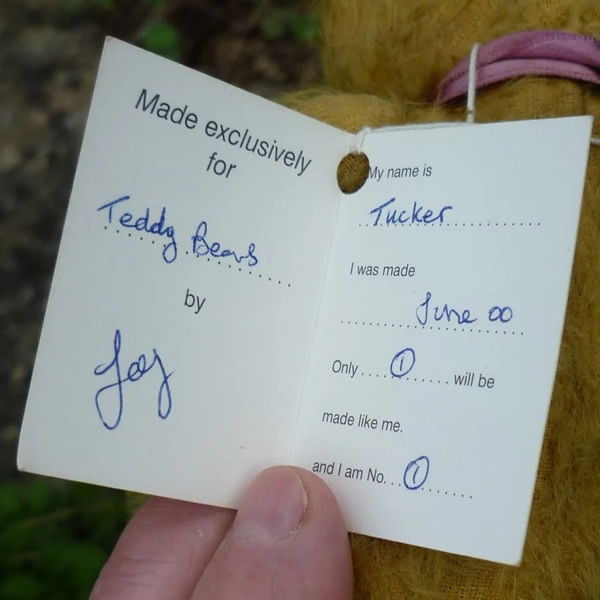 Made exclusively
for
Teddy Bears
by
My name is
Tucker
I was made
June 00
Only 1 will be
made like me.
and I am No. 1